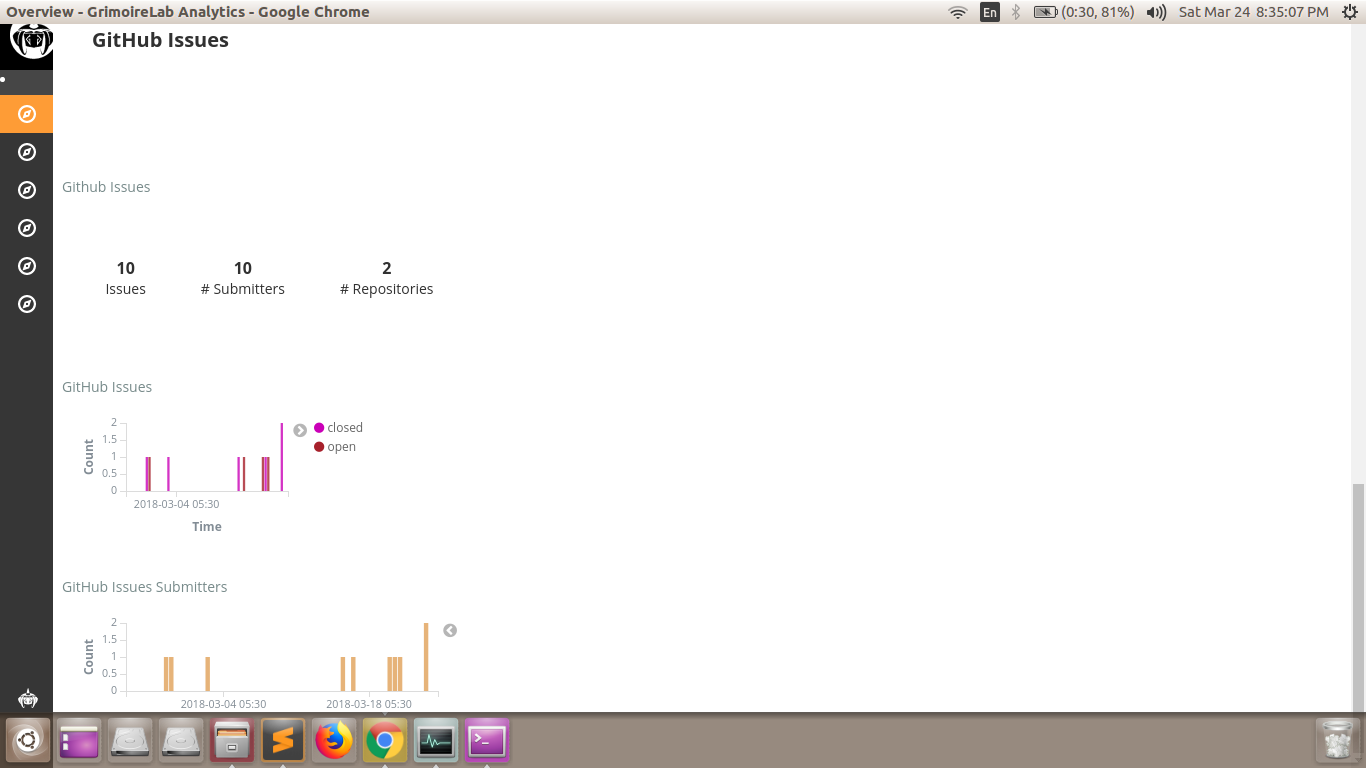 Overview - GrimoireLab Analytics - Google Chrome
En
(0:30, 81%)
Sat Mar 24 8:35:07 PM
GitHub Issues
Github Issues
10 10 2
Issues # Submitters # Repositories
GitHub Issues
Count
2
1.5
1
0.5
0
2018-03-04 05:30
Time
closed
open
GitHub Issues Submitters
Count
2
1.5
1
0.5
0
2018-03-04 05:30 2018-03-18 05:30